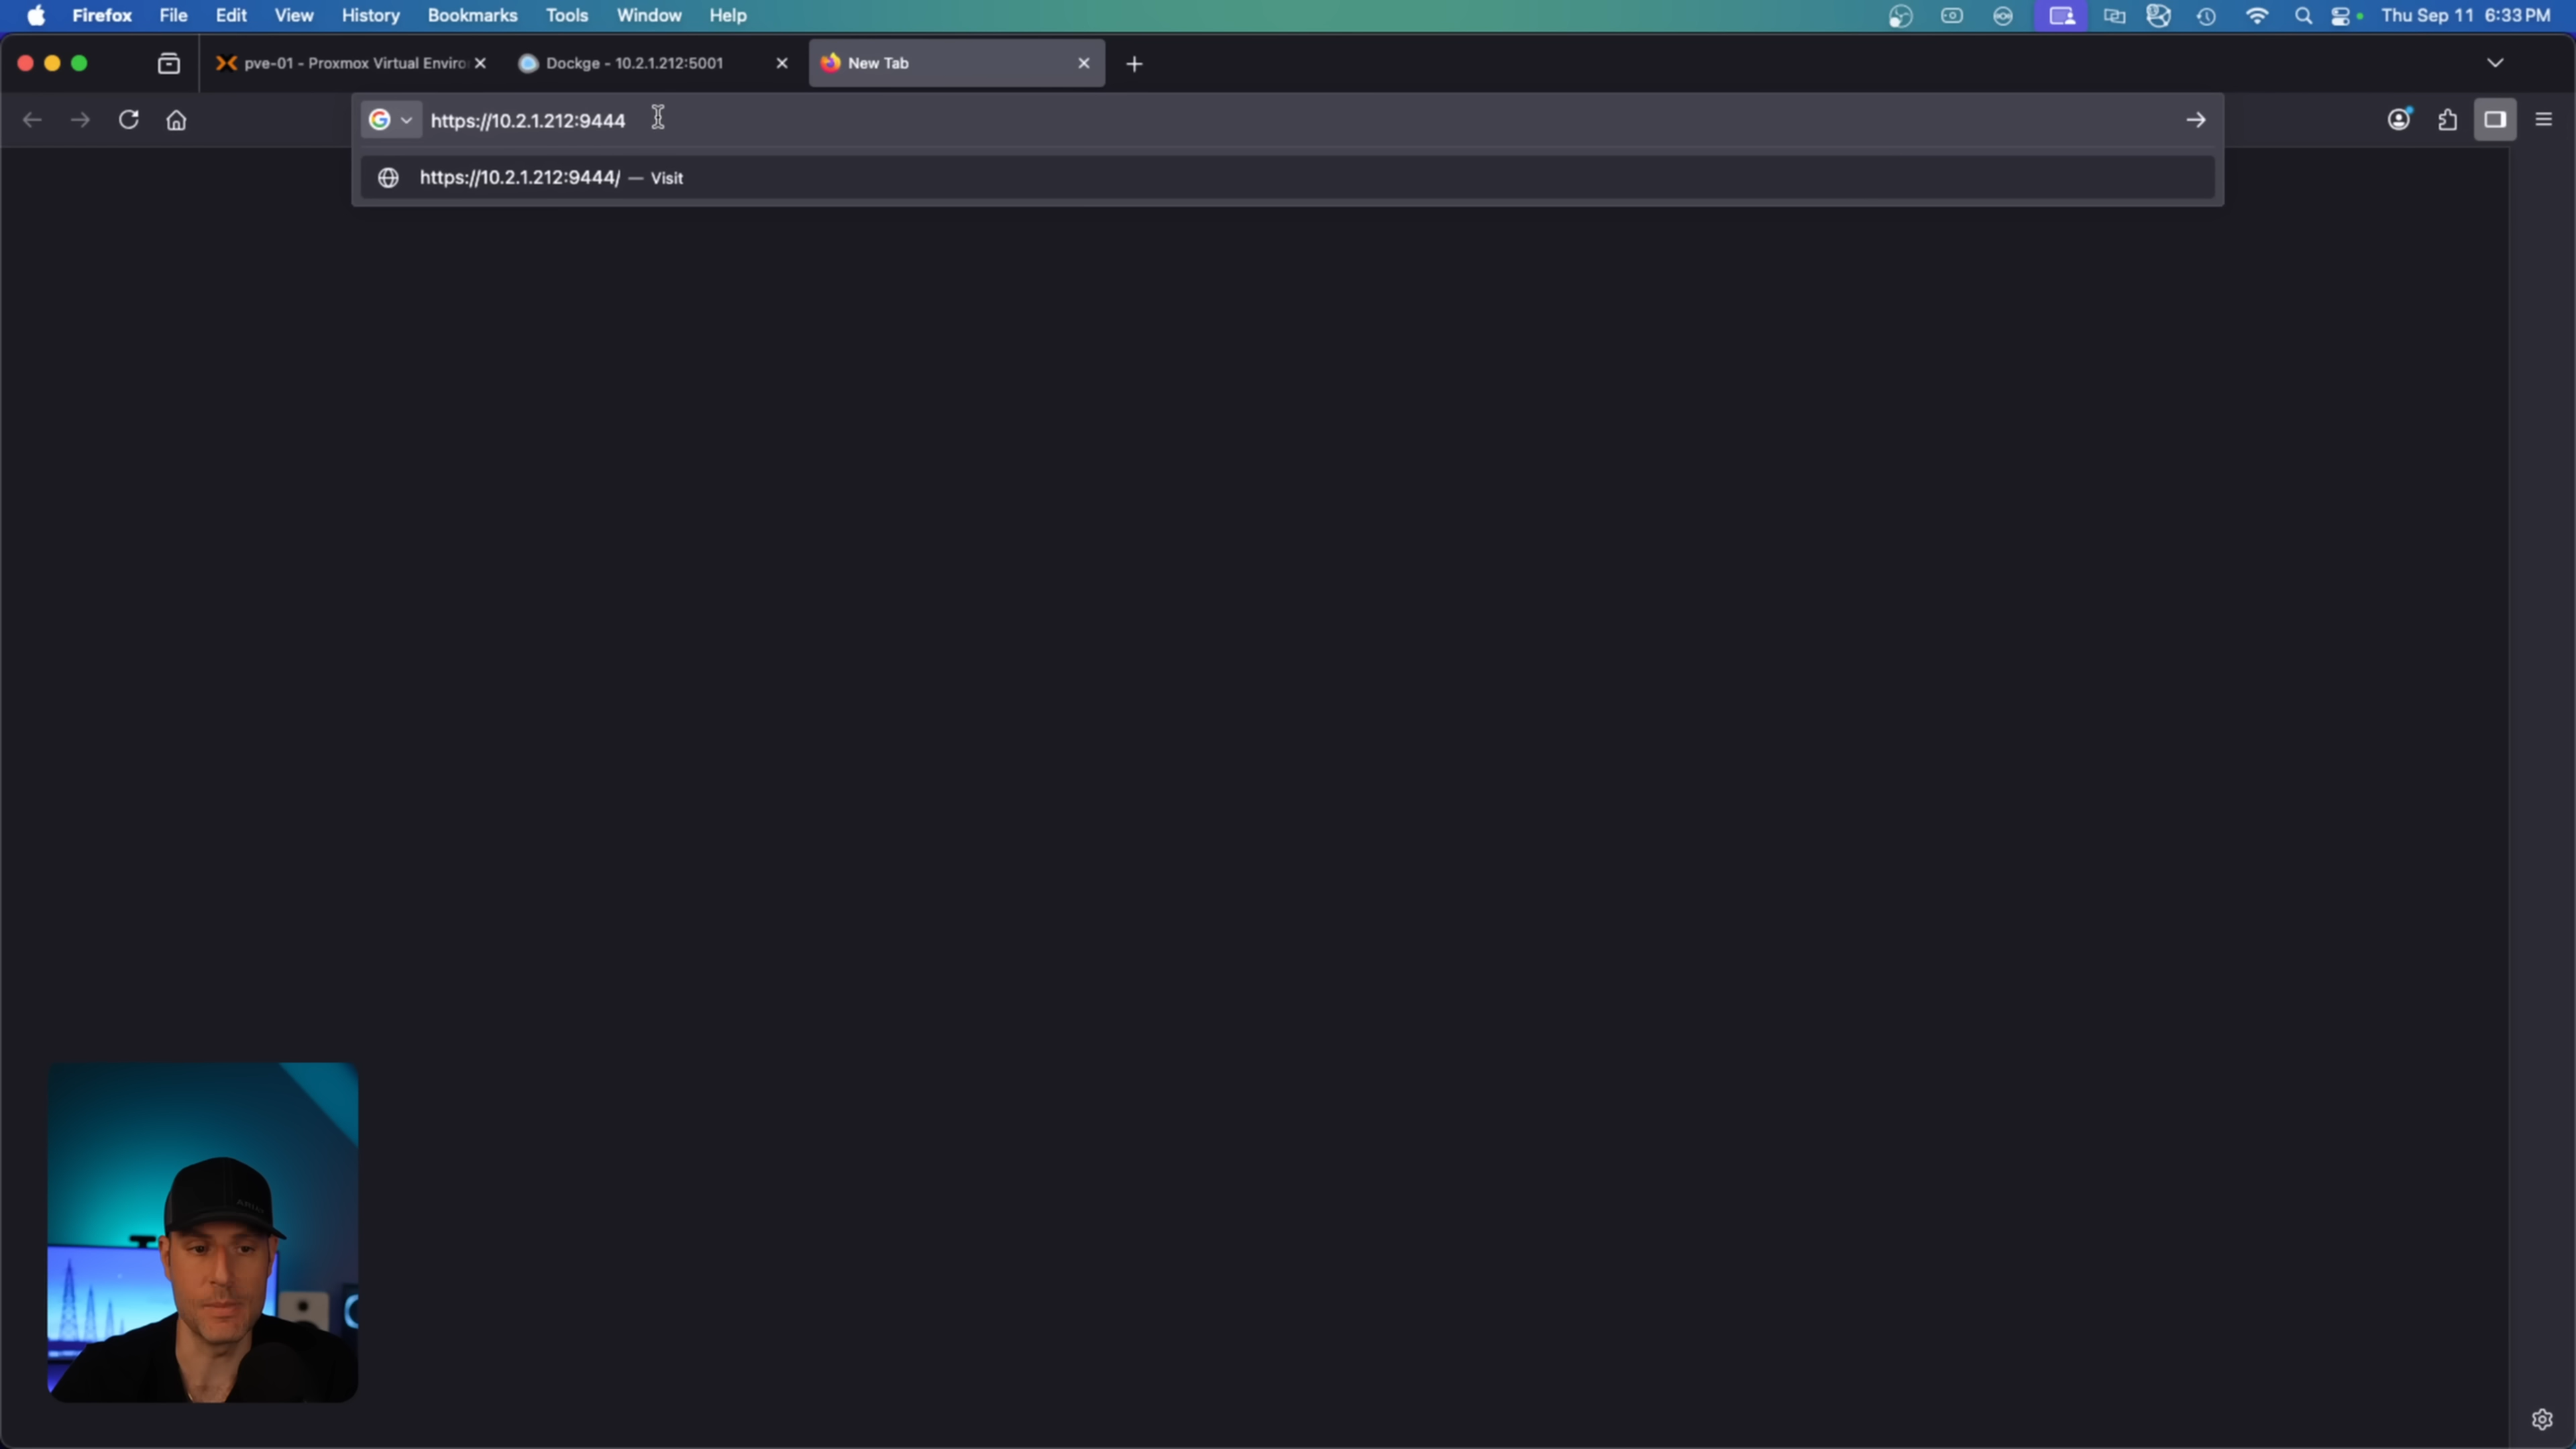 Firefox File Edit View History Bookmarks Tools Window Help Thu Sep 11 6:33 PM
pve-01 - Proxmox Virtual Enviro Dockge - 10.2.1.212:5001 New Tab
https://10.2.1.212:9444
https://10.2.1.212:9444/ — Visit